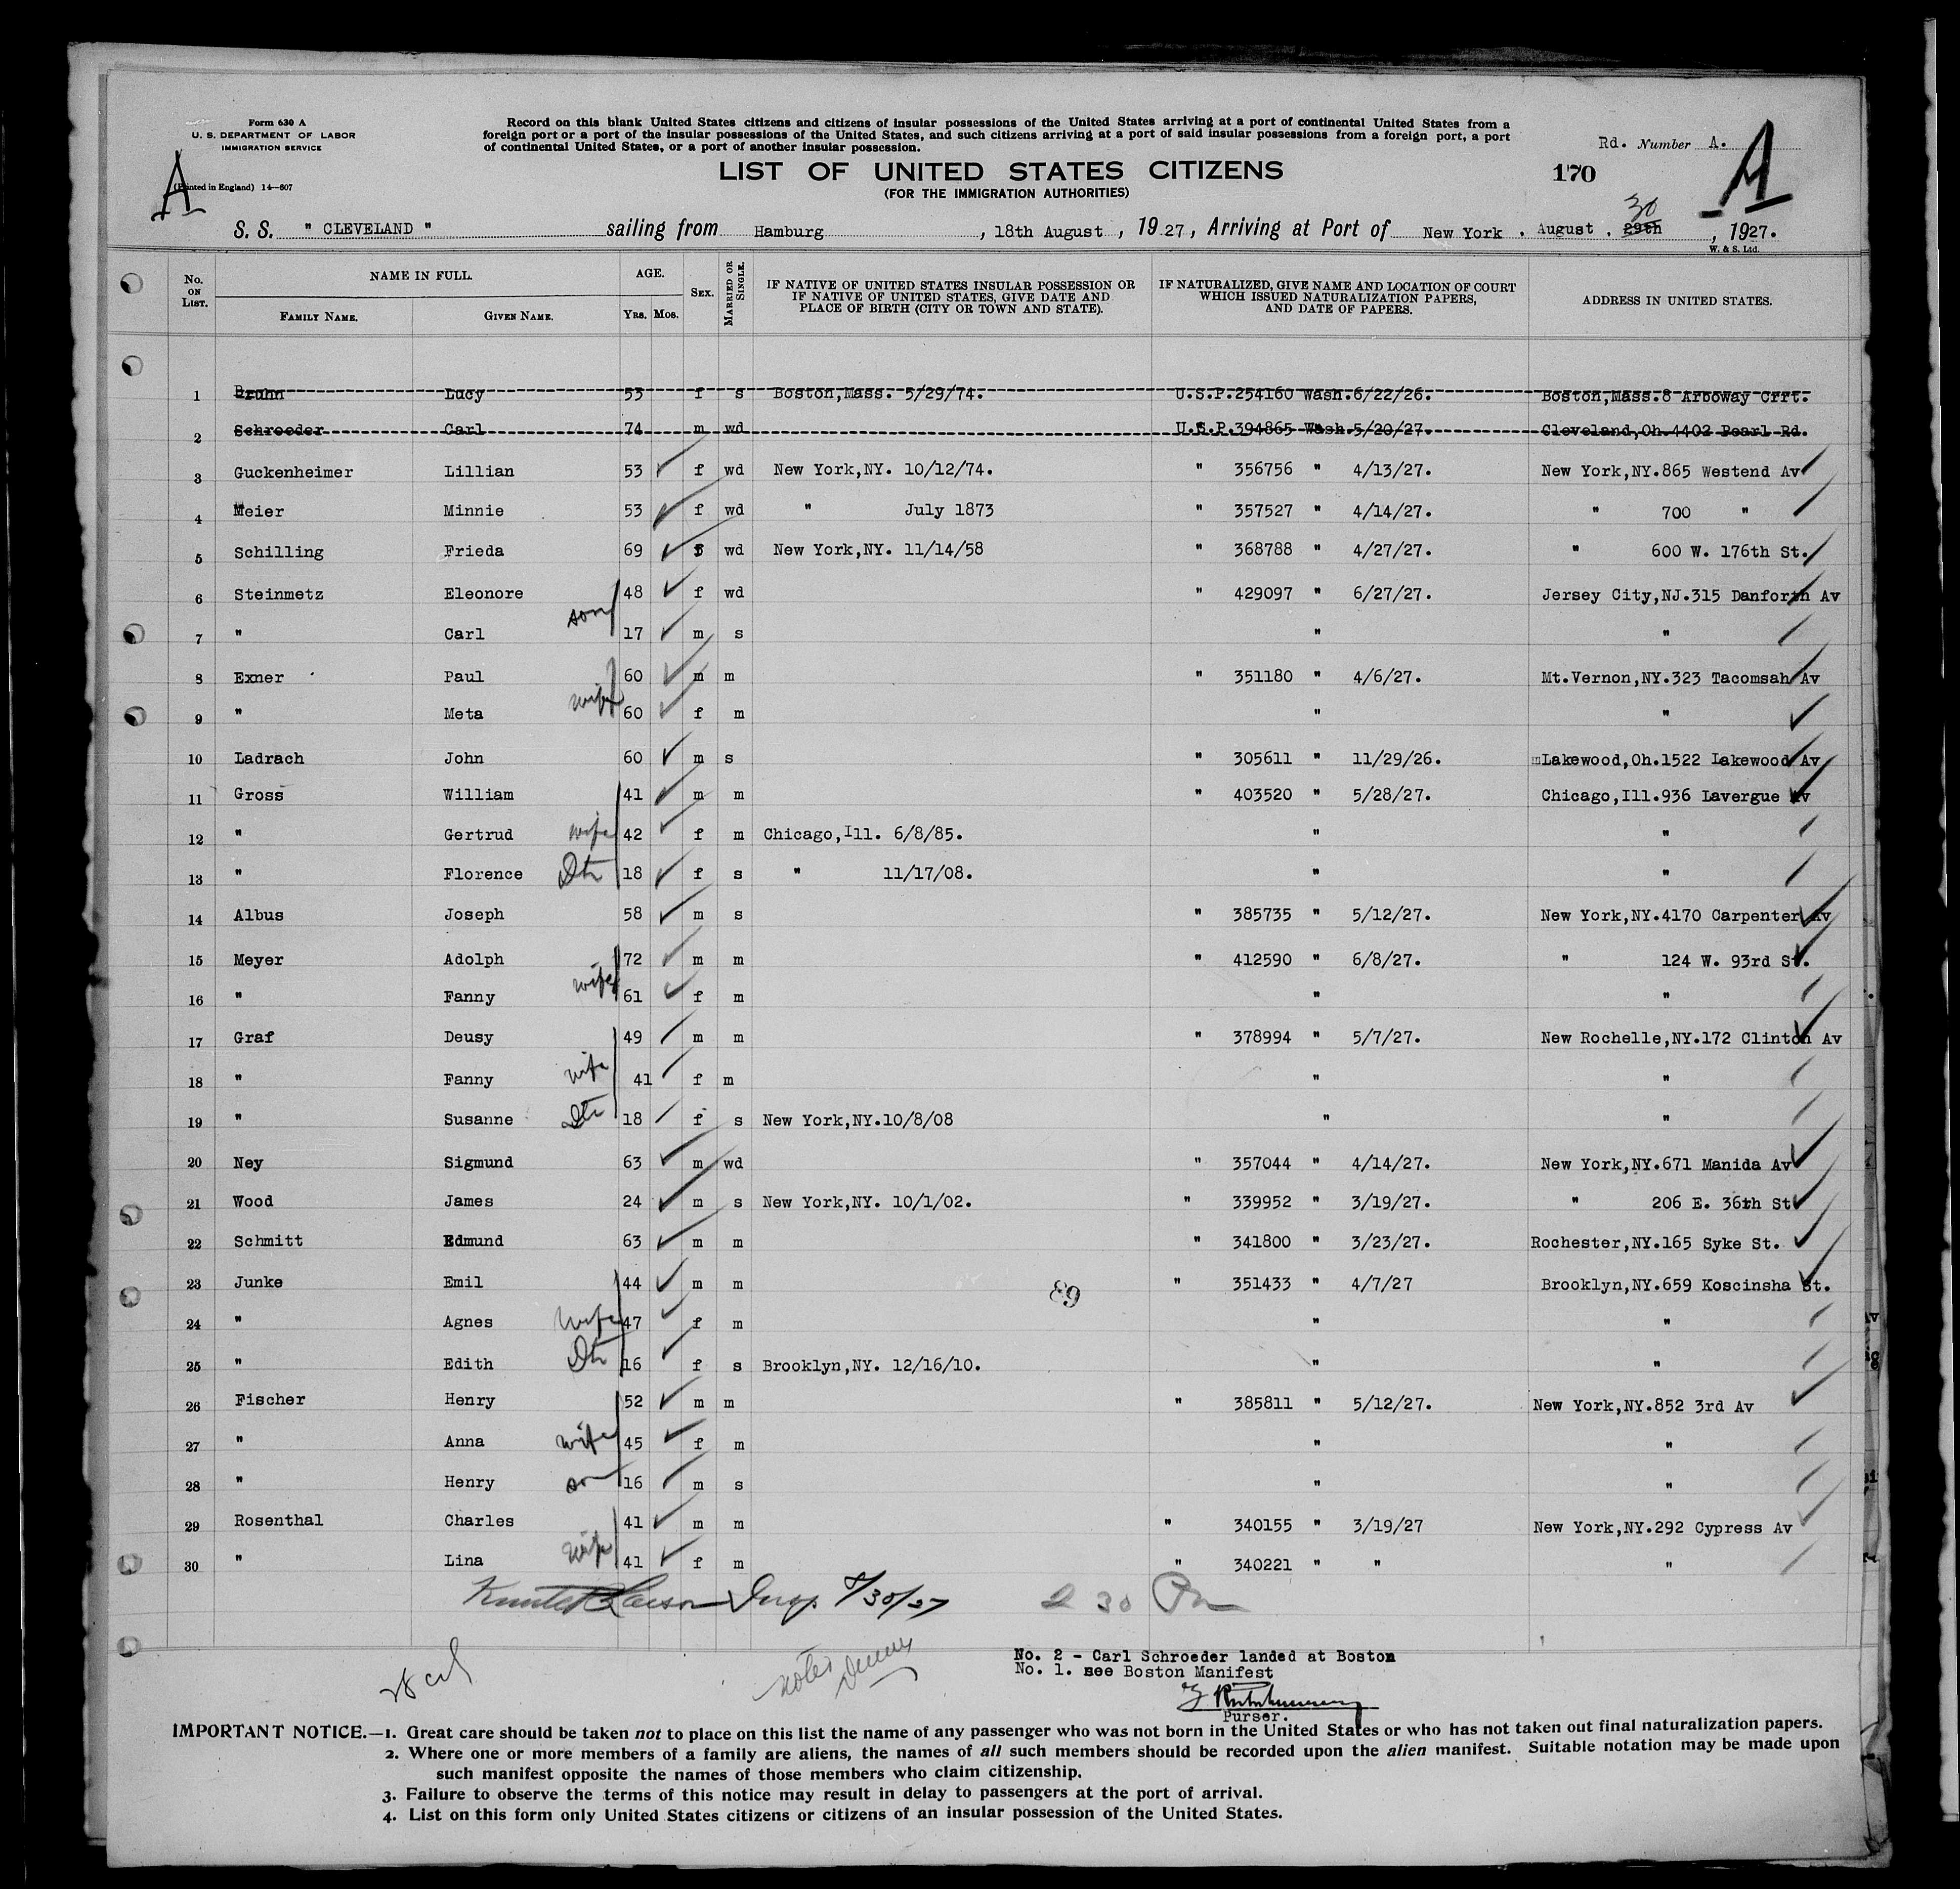 Form 630 A
U. S. DEPARTMENT OF LABOR
IMMIGRATION SERVICE
(Printed in England) 14—607
A
Record on this blank United States citizens and citizens of insular possessions of the United States arriving at a port of continental United States from a
foreign port or a port of the insular possessions of the United States, and such citizens arriving at a port of said insular possessions from a foreign port, a port
of continental United States, or a port of another insular possession.
LIST OF UNITED STATES CITIZENS
(FOR THE IMMIGRATION AUTHORITIES)
Rd. Number A.
170
A
30
S. S. " CLEVELAND " sailing from Hamburg, 18th August, 1927, Arriving at Port of New York. August. 29th, 1927.
W. & S. Ltd.
No. ON LIST. NAME IN FULL. FAMILY NAME. GIVEN NAME. AGE. YRS. MOS. SEX. MARRIED OR SINGLE. IF NATIVE OF UNITED STATES INSULAR POSSESSION OR IF NATIVE OF UNITED STATES, GIVE DATE AND PLACE OF BIRTH (CITY OR TOWN AND STATE). IF NATURALIZED, GIVE NAME AND LOCATION OF COURT WHICH ISSUED NATURALIZATION PAPERS, AND DATE OF PAPERS. ADDRESS IN UNITED STATES.
1 Bruhn Lucy 53 f s Boston,Mass. 5/29/74. U.S.P.254160 Wash.6/22/26. Boston,Mass.8 Arboway Crrt.
2 Schroeder Carl 74 m wd U.S.P.394865 Wash.5/20/27. Cleveland,Oh.4402 Pearl Rd.
3 Guckenheimer Lillian 53 f wd New York,NY. 10/12/74. " 356756 " 4/13/27. New York,NY.865 Westend Av
4 Meier Minnie 53 f wd " July 1873 " 357527 " 4/14/27. " 700 "
5 Schilling Frieda 69 f wd New York,NY. 11/14/58 " 368788 " 4/27/27. " 600 W. 176th St.
6 Steinmetz Eleonore 48 f wd " 429097 " 6/27/27. Jersey City,NJ.315 Danforth Av
7 " Carl son 17 m s " "
8 Exner Paul 60 m m " 351180 " 4/6/27. Mt.Vernon,NY.323 Tacomsah Av
9 " Meta wife 60 f m " "
10 Ladrach John 60 m s " 305611 " 11/29/26. Lakewood,Oh.1522 Lakewood Av
11 Gross William 41 m m " 403520 " 5/28/27. Chicago,Ill.936 Lavergue Av
12 " Gertrud wife 42 f m Chicago,Ill. 6/8/85. " "
13 " Florence Dtr 18 f s " 11/17/08. " "
14 Albus Joseph 58 m s " 385735 " 5/12/27. New York,NY.4170 Carpenter Av
15 Meyer Adolph 72 m m " 412590 " 6/8/27. " 124 W. 93rd St.
16 " Fanny wife 61 f m " "
17 Graf Deusy 49 m m " 378994 " 5/7/27. New Rochelle,NY.172 Clinton Av
18 " Fanny wife 41 f m " "
19 " Susanne Dtr 18 f s New York,NY.10/8/08 " "
20 Ney Sigmund 63 m wd " 357044 " 4/14/27. New York,NY.671 Manida Av
21 Wood James 24 m s New York,NY. 10/1/02. " 339952 " 3/19/27. " 206 E. 36th St
22 Schmitt Edmund 63 m m " 341800 " 3/23/27. Rochester,NY.165 Syke St.
23 Junke Emil 44 m m " 351433 " 4/7/27 Brooklyn,NY.659 Koscinsha St.
89
24 " Agnes wife 47 f m " "
25 " Edith Dtr 16 f s Brooklyn,NY. 12/16/10. " "
26 Fischer Henry 52 m m " 385811 " 5/12/27. New York,NY.852 3rd Av
27 " Anna wife 45 f m " "
28 " Henry son 16 m s " "
29 Rosenthal Charles 41 m m " 340155 " 3/19/27 New York,NY.292 Cypress Av
30 " Lina wife 41 f m " 340221 " " "
Insp. 8/30/27 2 30 Pm
No. 2 - Carl Schroeder landed at Boston
No. 1. see Boston Manifest
Purser.
IMPORTANT NOTICE.—1. Great care should be taken not to place on this list the name of any passenger who was not born in the United States or who has not taken out final naturalization papers.
2. Where one or more members of a family are aliens, the names of all such members should be recorded upon the alien manifest. Suitable notation may be made upon
such manifest opposite the names of those members who claim citizenship.
3. Failure to observe the terms of this notice may result in delay to passengers at the port of arrival.
4. List on this form only United States citizens or citizens of an insular possession of the United States.